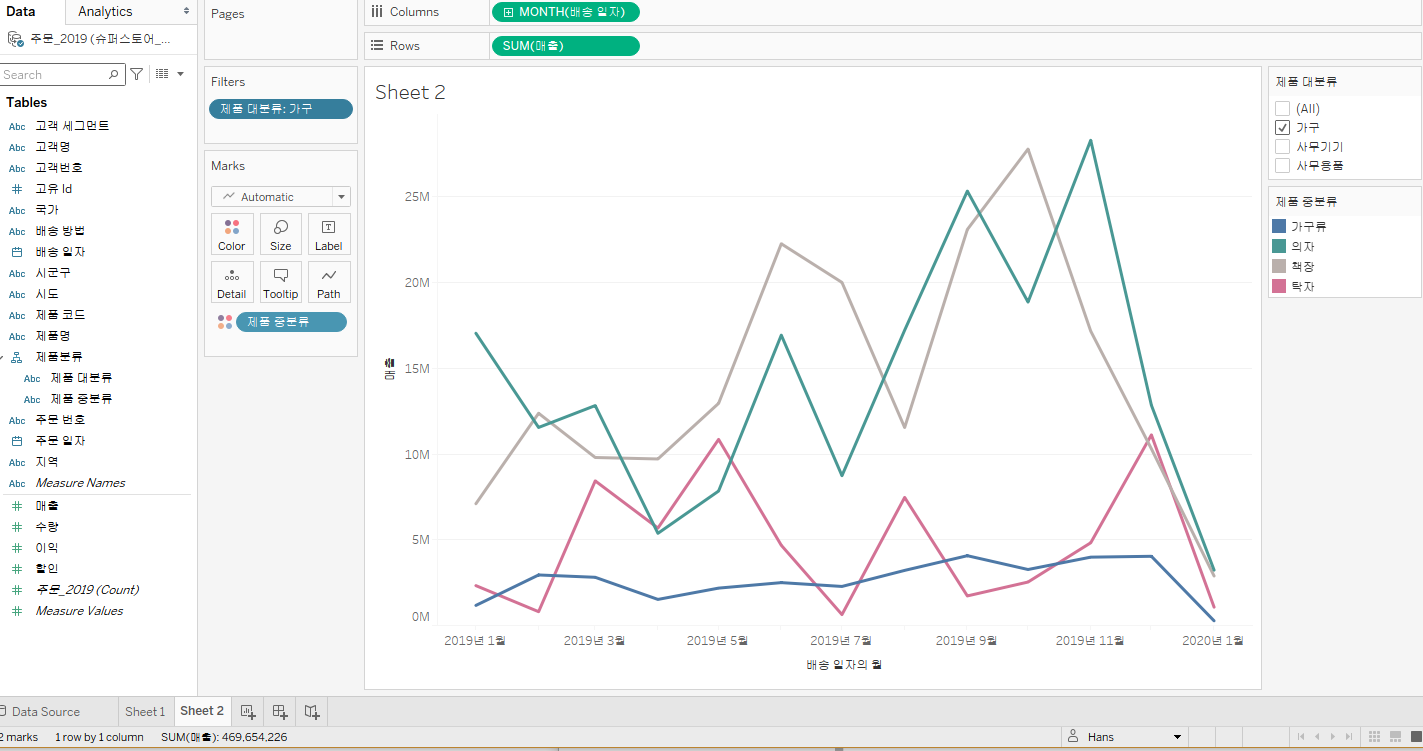 Data
Analytics
주문_2019 (슈퍼스토어_...
Search
Tables
Abc 고객 세그먼트
Abc 고객명
Abc 고객번호
# 고유 Id
Abc 국가
Abc 배송 방법
배송 일자
Abc 시군구
Abc 시도
Abc 제품 코드
Abc 제품명
제품분류
Abc 제품 대분류
Abc 제품 중분류
Abc 주문 번호
주문 일자
Abc 지역
Abc Measure Names
# 매출
# 수량
# 이익
# 할인
# 주문_2019 (Count)
# Measure Values
Pages
Filters
제품 대분류: 가구
Marks
Automatic
Color Size Label
Detail Tooltip Path
제품 중분류
Columns MONTH(배송 일자)
Rows SUM(매출)
Sheet 2
매출
25M
20M
15M
10M
5M
0M
2019년 1월 2019년 3월 2019년 5월 2019년 7월 2019년 9월 2019년 11월 2020년 1월
배송 일자의 월
제품 대분류
(All)
가구
사무기기
사무용품
제품 중분류
가구류
의자
책장
탁자
Data Source Sheet 1 Sheet 2
2 marks 1 row by 1 column SUM(매출): 469,654,226 Hans